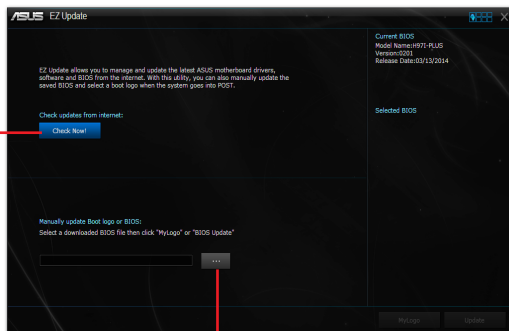 ASUS EZ Update
Current BIOS
Model Name:H97I-PLUS
Version:0201
Release Date:03/13/2014
EZ Update allows you to manage and update the latest ASUS motherboard drivers,
software and BIOS from the internet. With this utility, you can also manually update the
saved BIOS and select a boot logo when the system goes into POST.
Check updates from internet:
Selected BIOS
Check Now!
Manually update Boot logo or BIOS:
Select a downloaded BIOS file then click "MyLogo" or "BIOS Update"
...
MyLogo Update